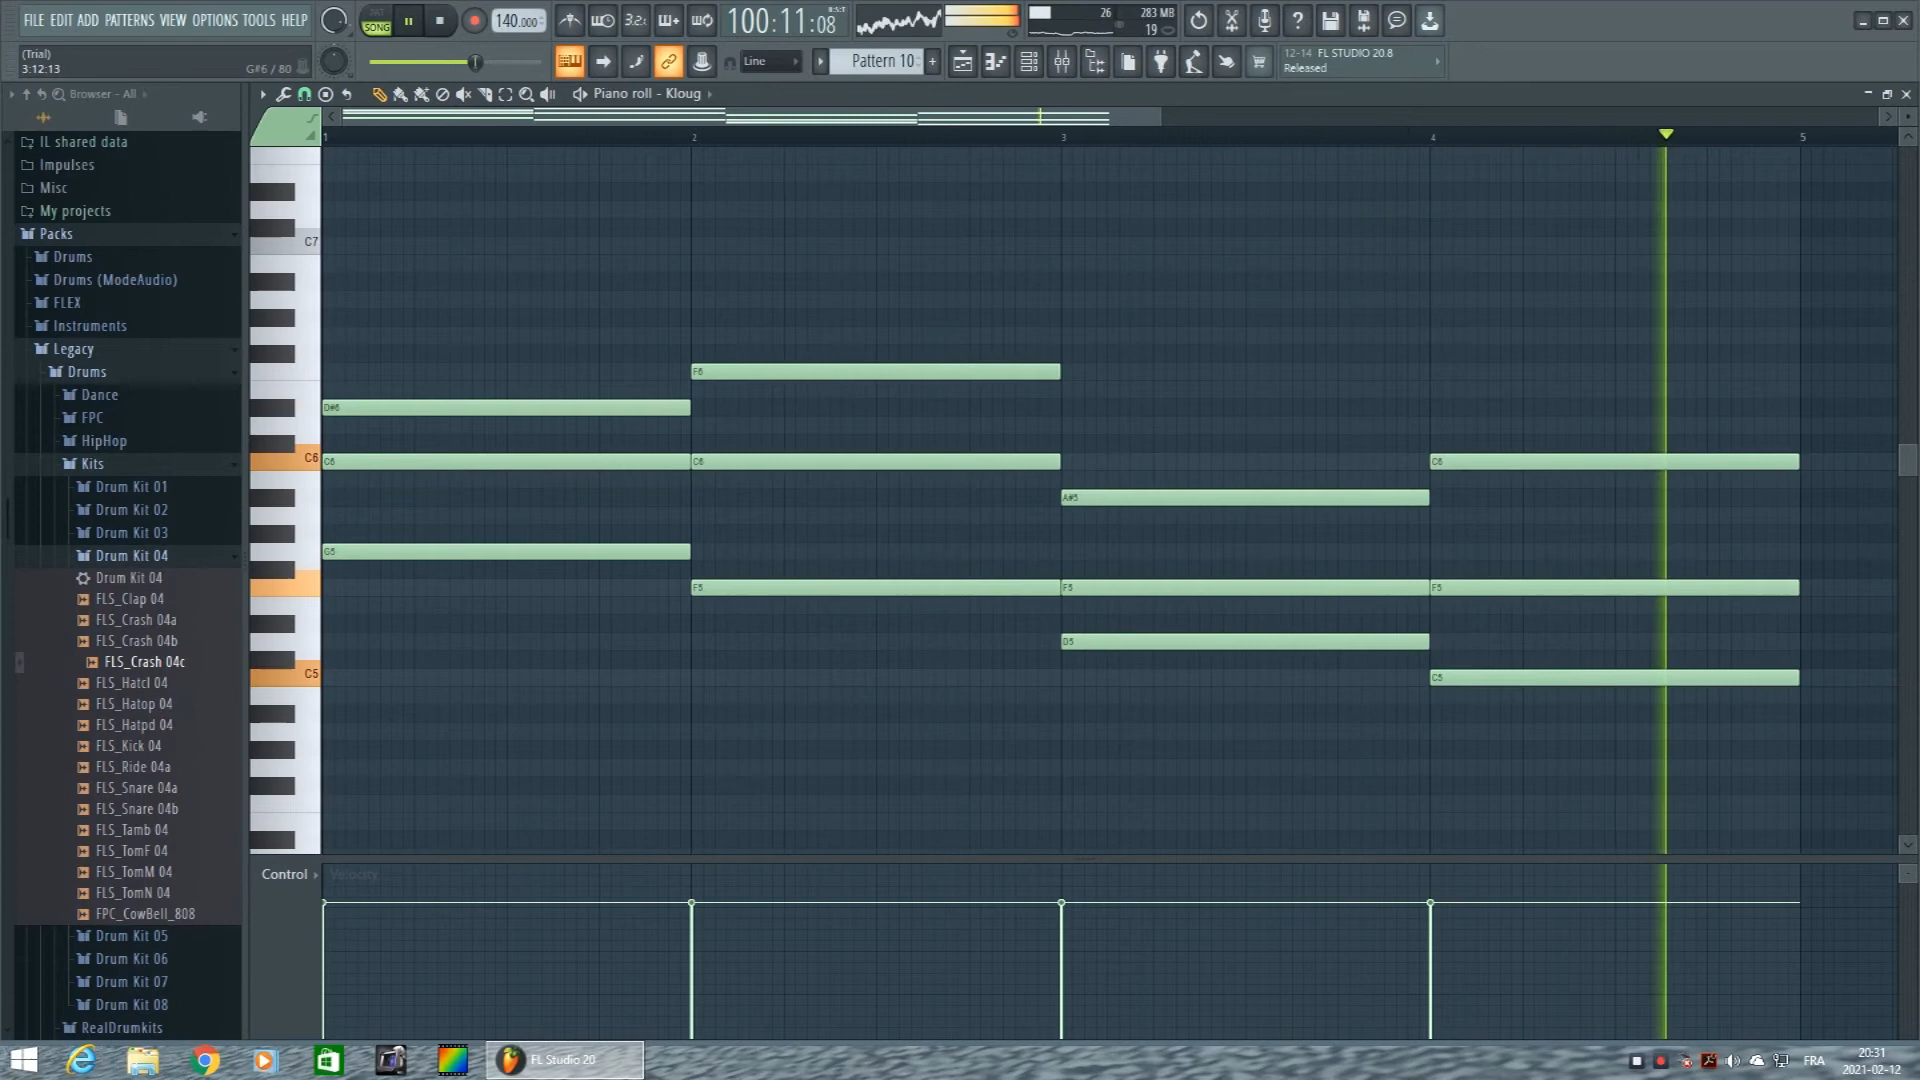 FILE EDIT ADD PATTERNS VIEW OPTIONS TOOLS HELP
PAT
SONG
140.000
3.2.1
100:11:08
B:S:T
26
283 MB
19
(Trial)
3:12:13
G#6 / 80
Line
Pattern 10
12-14 FL STUDIO 20.8
Released
Browser - All
Piano roll - Kloug
IL shared data
Impulses
Misc
My projects
Packs
Drums
Drums (ModeAudio)
FLEX
Instruments
Legacy
Drums
Dance
FPC
HipHop
Kits
Drum Kit 01
Drum Kit 02
Drum Kit 03
Drum Kit 04
Drum Kit 04
FLS_Clap 04
FLS_Crash 04a
FLS_Crash 04b
FLS_Crash 04c
FLS_Hatcl 04
FLS_Hatop 04
FLS_Hatpd 04
FLS_Kick 04
FLS_Ride 04a
FLS_Snare 04a
FLS_Snare 04b
FLS_Tamb 04
FLS_TomF 04
FLS_TomM 04
FLS_TomN 04
FPC_CowBell_808
Drum Kit 05
Drum Kit 06
Drum Kit 07
Drum Kit 08
RealDrumkits
1 2 3 4 5
C7
F6
D#6
C6 C6 C6 C6
A#5
G5
F5 F5 F5
D5
C5 C5
Control
Velocity
FL Studio 20
FRA
20:31
2021-02-12